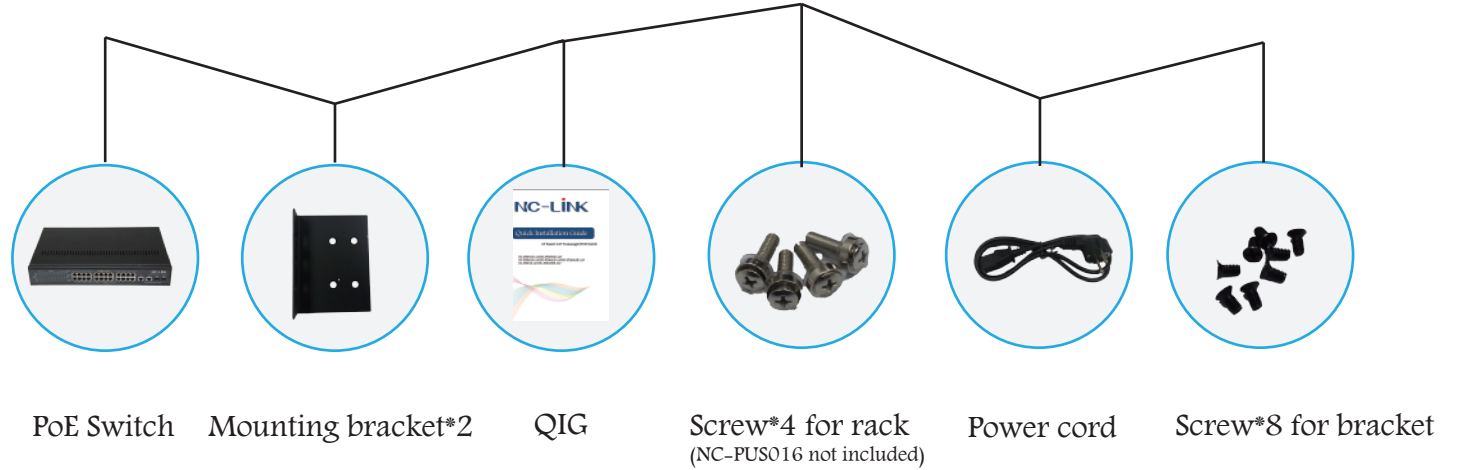 NC-LINK
Quick Installation Guide
PoE Switch
Mounting bracket*2
QIG
Screw*4 for rack
(NC-PUS016 not included)
Power cord
Screw*8 for bracket